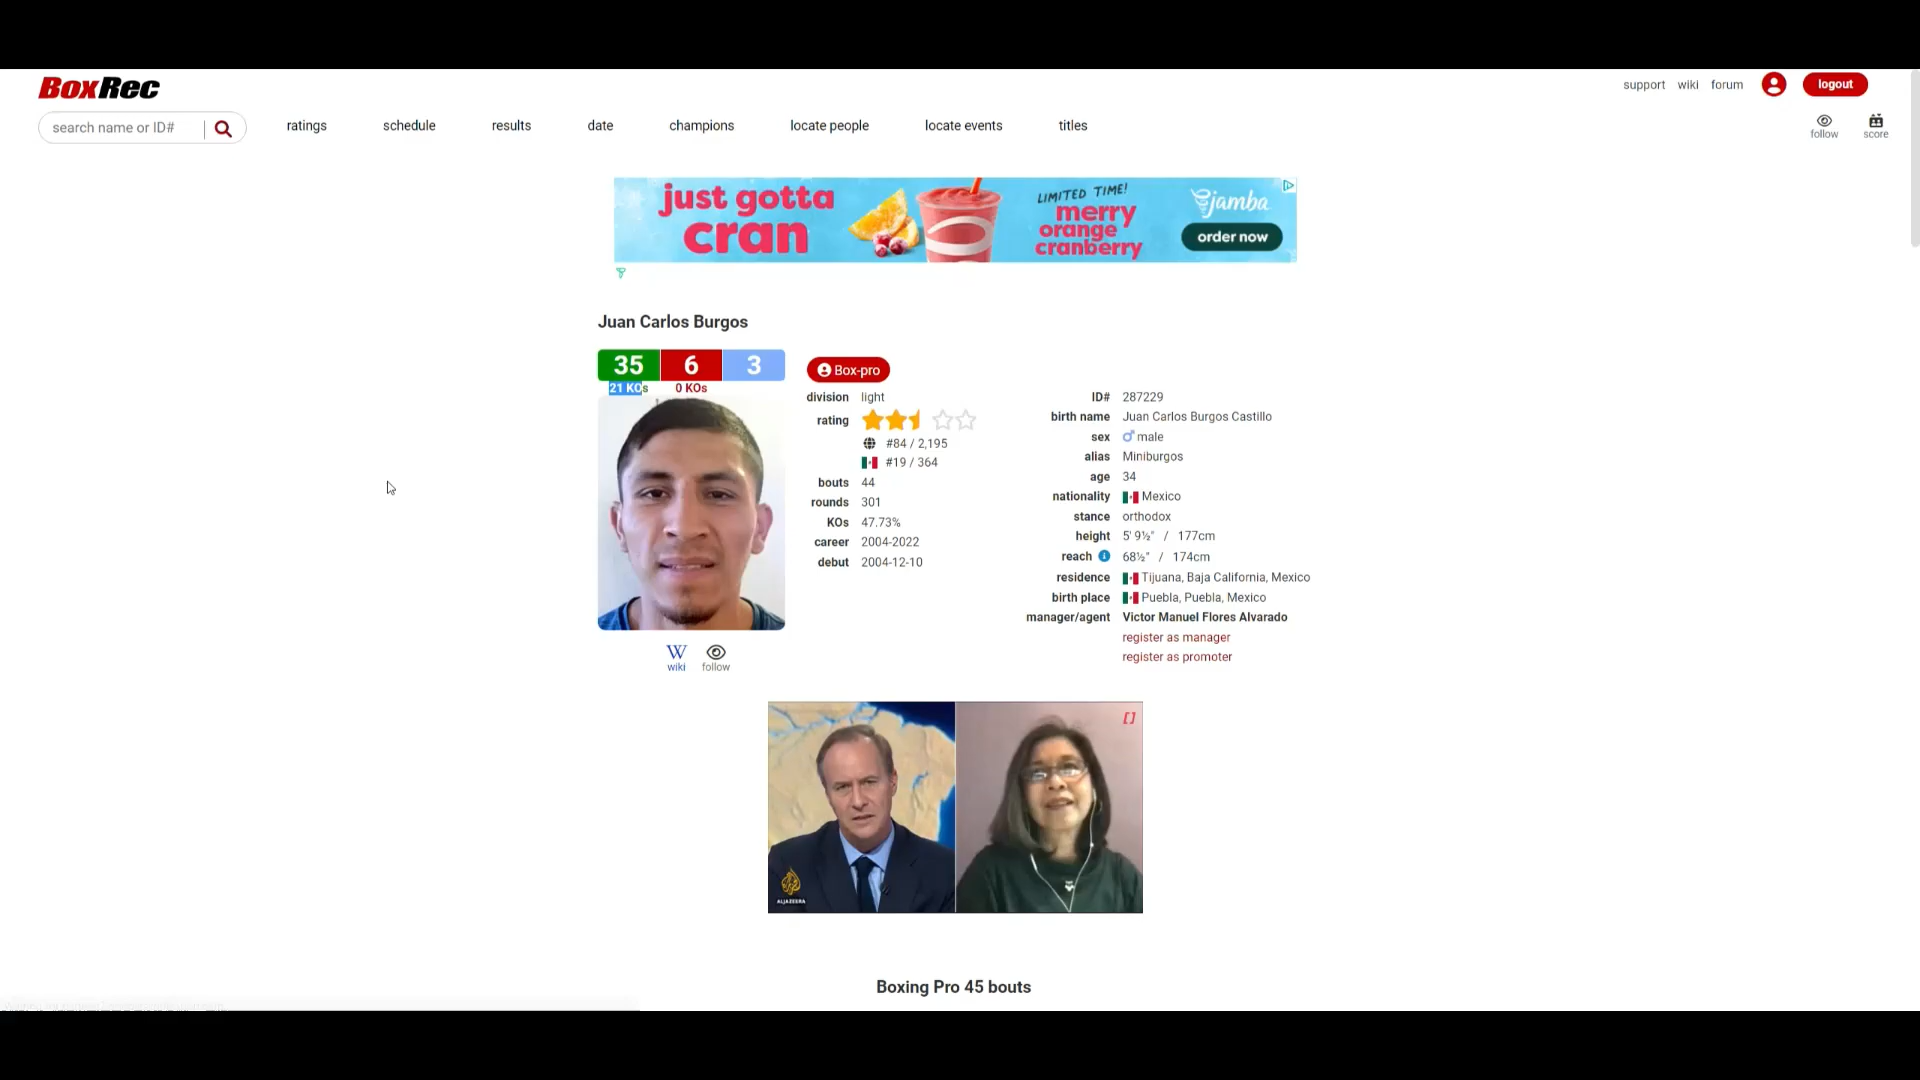 BoxRec
support wiki forum logout
search name or ID#
ratings schedule results date champions locate people locate events titles
follow score
just gotta
cran
LIMITED TIME!
merry
orange
cranberry
jamba
order now
Juan Carlos Burgos
35 6 3
21 KOs 0 KOs
Box-pro
division light
rating
#84 / 2,195
#19 / 364
bouts 44
rounds 301
KOs 47.73%
career 2004-2022
debut 2004-12-10
ID# 287229
birth name Juan Carlos Burgos Castillo
sex male
alias Miniburgos
age 34
nationality Mexico
stance orthodox
height 5' 9½" / 177cm
reach 68½" / 174cm
residence Tijuana, Baja California, Mexico
birth place Puebla, Puebla, Mexico
manager/agent Victor Manuel Flores Alvarado
register as manager
register as promoter
W
wiki follow
ALJAZEERA
Boxing Pro 45 bouts